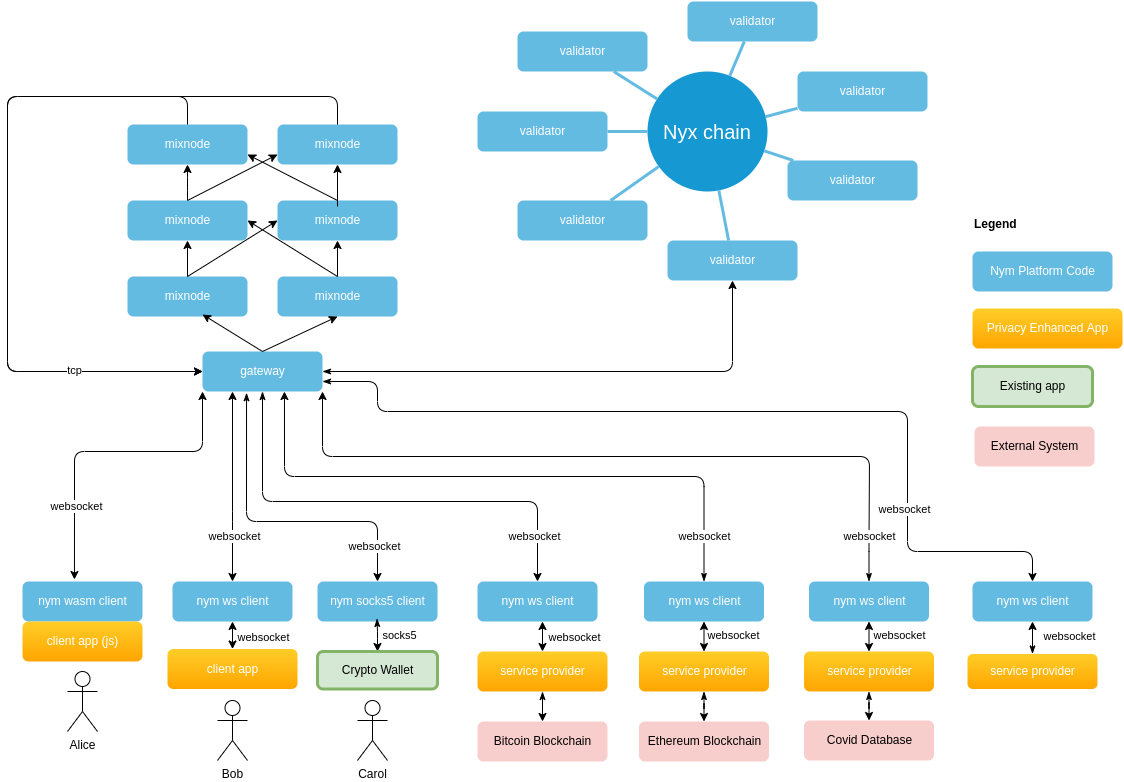 validator
validator
validator
validator
Nyx chain
validator
validator
validator
mixnode
mixnode
mixnode
mixnode
mixnode
mixnode
tcp
gateway
Legend
Nym Platform Code
Privacy Enhanced App
Existing app
External System
websocket
websocket
websocket
websocket
websocket
websocket
websocket
nym wasm client
nym ws client
nym socks5 client
nym ws client
nym ws client
nym ws client
nym ws client
client app (js)
websocket
socks5
websocket
websocket
websocket
websocket
client app
Crypto Wallet
service provider
service provider
service provider
service provider
Alice
Bob
Carol
Bitcoin Blockchain
Ethereum Blockchain
Covid Database